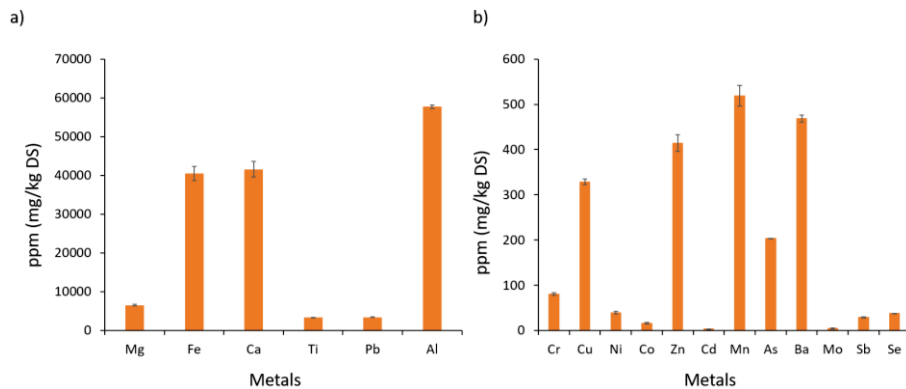 a)
70000
60000
50000
40000
30000
20000
10000
0
ppm (mg/kg DS)
Mg Fe Ca Ti Pb Al
Metals
b)
600
500
400
300
200
100
0
ppm (mg/kg DS)
Cr Cu Ni Co Zn Cd Mn As Ba Mo Sb Se
Metals